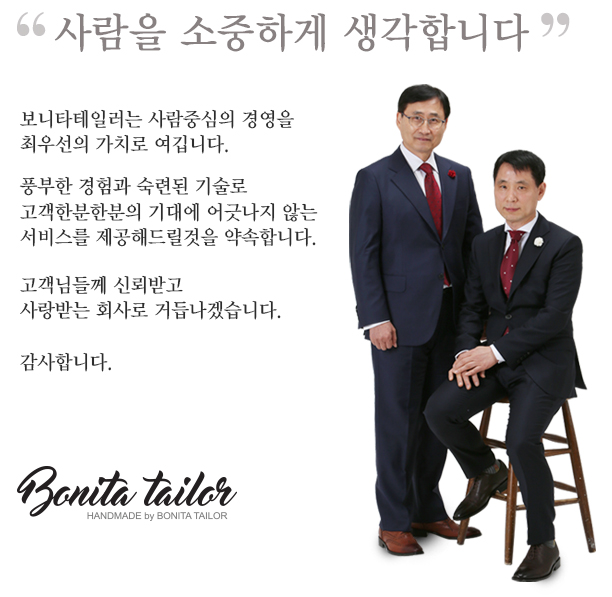 “ 사람을 소중하게 생각합니다 ”
보니타테일러는 사람중심의 경영을
최우선의 가치로 여깁니다.
풍부한 경험과 숙련된 기술로
고객한분한분의 기대에 어긋나지 않는
서비스를 제공해드릴것을 약속합니다.
고객님들께 신뢰받고
사랑받는 회사로 거듭나겠습니다.
감사합니다.
Bonita tailor
HANDMADE by BONITA TAILOR